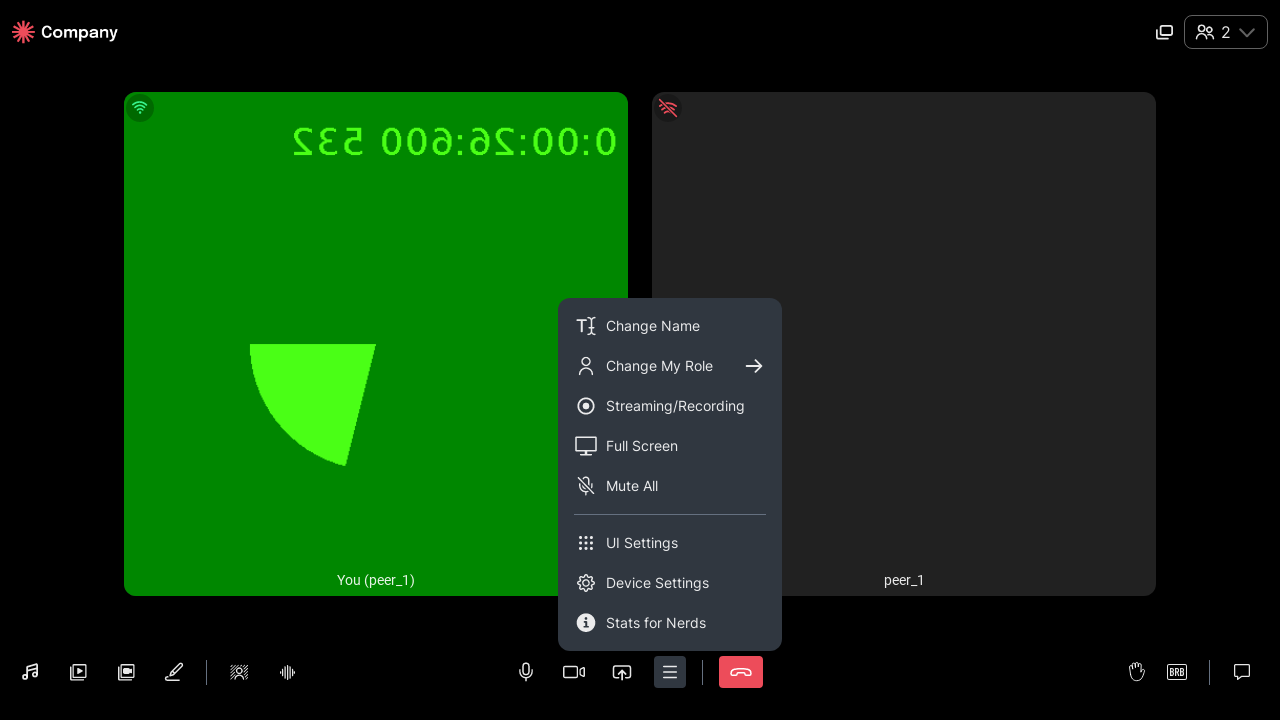 Company
2
0:00:26:600 532
Change Name
Change My Role
Streaming/Recording
Full Screen
Mute All
UI Settings
Device Settings
Stats for Nerds
You (peer_1)
peer_1
BRB